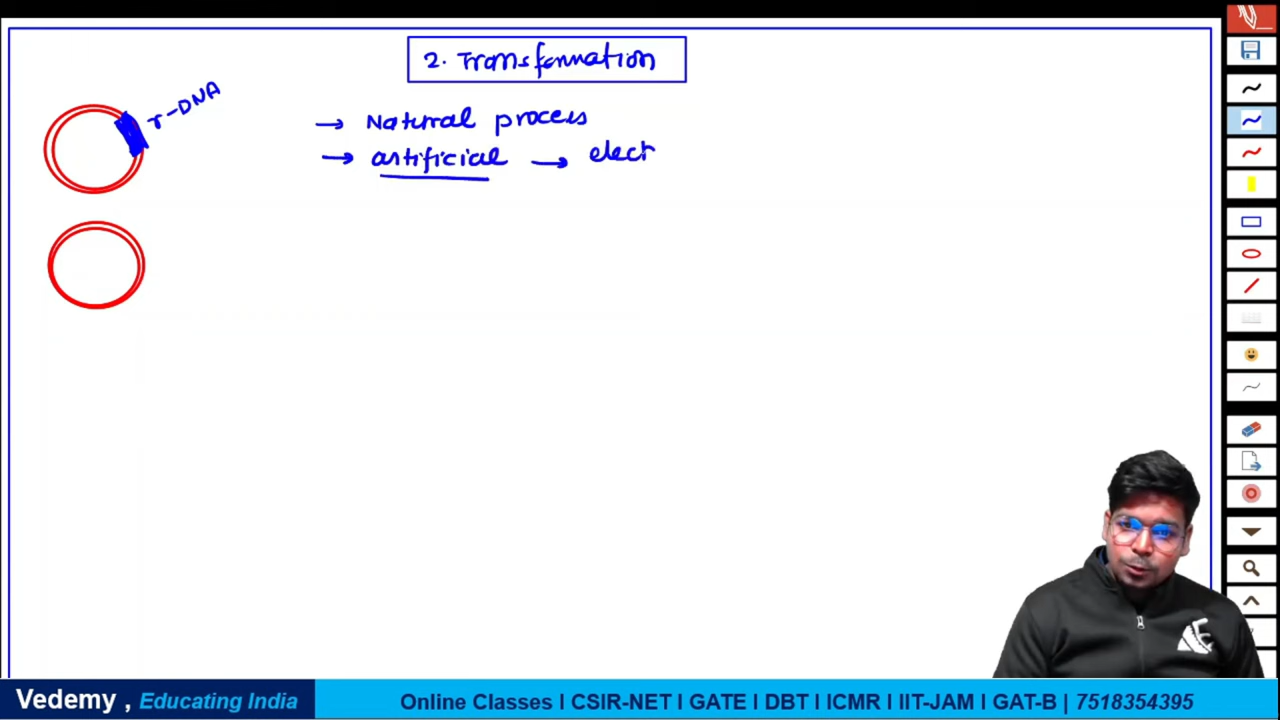 2. Transformation
r-DNA
→ Natural process
→ artificial → elect
Vedemy , Educating India
Online Classes I CSIR-NET I GATE I DBT I ICMR I IIT-JAM I GAT-B | 7518354395